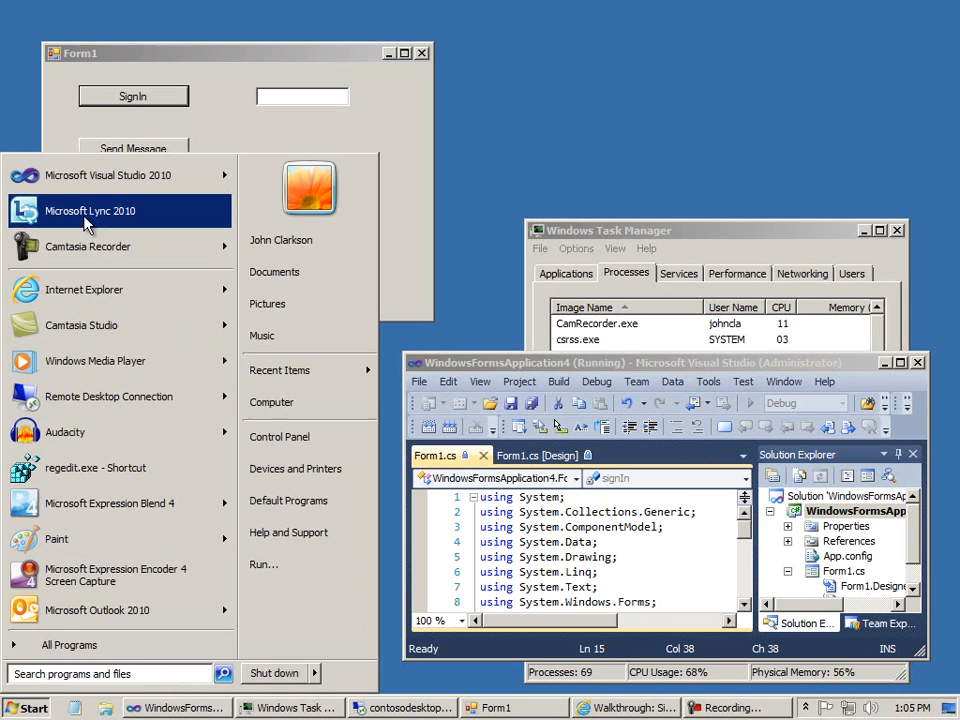 Form1
SignIn
Send Message
Microsoft Visual Studio 2010
Microsoft Lync 2010
Camtasia Recorder
Internet Explorer
Camtasia Studio
Windows Media Player
Remote Desktop Connection
Audacity
regedit.exe - Shortcut
Microsoft Expression Blend 4
Paint
Microsoft Expression Encoder 4
Screen Capture
Microsoft Outlook 2010
All Programs
Search programs and files
John Clarkson
Documents
Pictures
Music
Recent Items
Computer
Control Panel
Devices and Printers
Default Programs
Help and Support
Run...
Shut down
Windows Task Manager
File Options View Help
Applications Processes Services Performance Networking Users
Image Name User Name CPU Memory (
CamRecorder.exe johncla 11
csrss.exe SYSTEM 03
WindowsFormsApplication4 (Running) - Microsoft Visual Studio (Administrator)
File Edit View Project Build Debug Team Data Tools Test Window Help
Debug
Form1.cs Form1.cs [Design]
WindowsFormsApplication4.Fc signIn
1 using System;
2 using System.Collections.Generic;
3 using System.ComponentModel;
4 using System.Data;
5 using System.Drawing;
6 using System.Linq;
7 using System.Text;
8 using System.Windows.Forms;
100 %
Solution Explorer
Solution 'WindowsFormsAp
WindowsFormsApp
Properties
References
App.config
Form1.cs
Form1.Designe
Solution E... Team Exp...
Ready Ln 15 Col 38 Ch 38 INS
Processes: 69 CPU Usage: 68% Physical Memory: 56%
Start WindowsForms... Windows Task ... contosodesktop... Form1 Walkthrough: Si... Recording... 1:05 PM